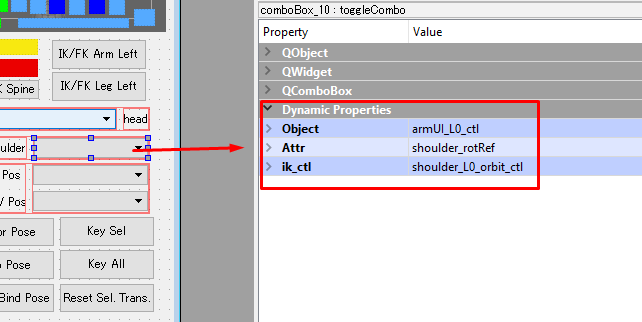 comboBox_10 : toggleCombo
Property Value
QObject
QWidget
QComboBox
Dynamic Properties
Object armUI_L0_ctl
Attr shoulder_rotRef
ik_ctl shoulder_L0_orbit_ctl
IK/FK Arm Left
IK/FK Leg Left
K Spine
head
ulder
Pos
V Pos
or Pose Key Sel
o Pose Key All
Bind Pose Reset Sel. Trans.